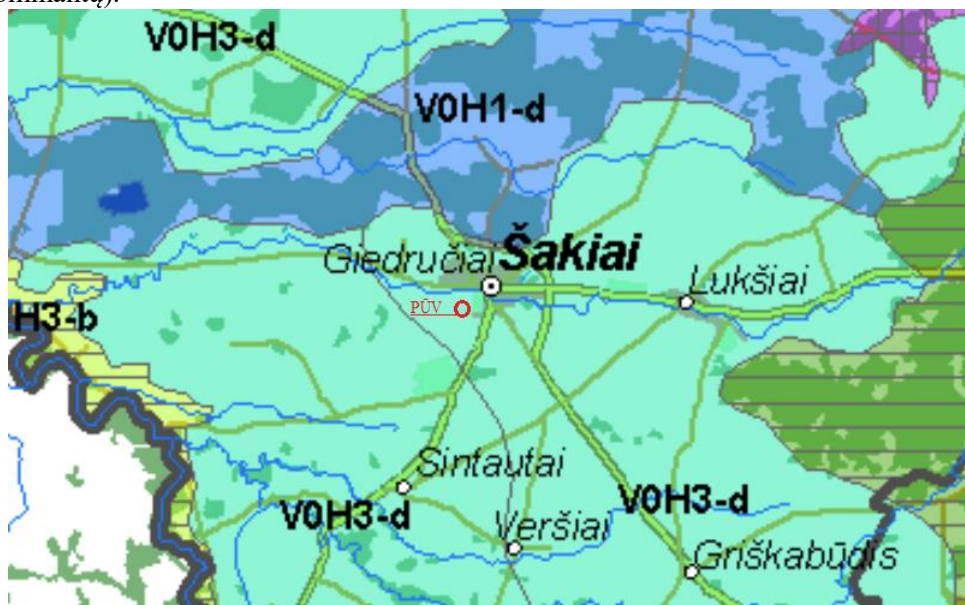 V0H3-d
V0H1-d
Giedručiai
Šakiai
Lukšiai
PŪV
H3-b
Sintautai
V0H3-d
V0H3-d
Veršiai
Griškabūdis